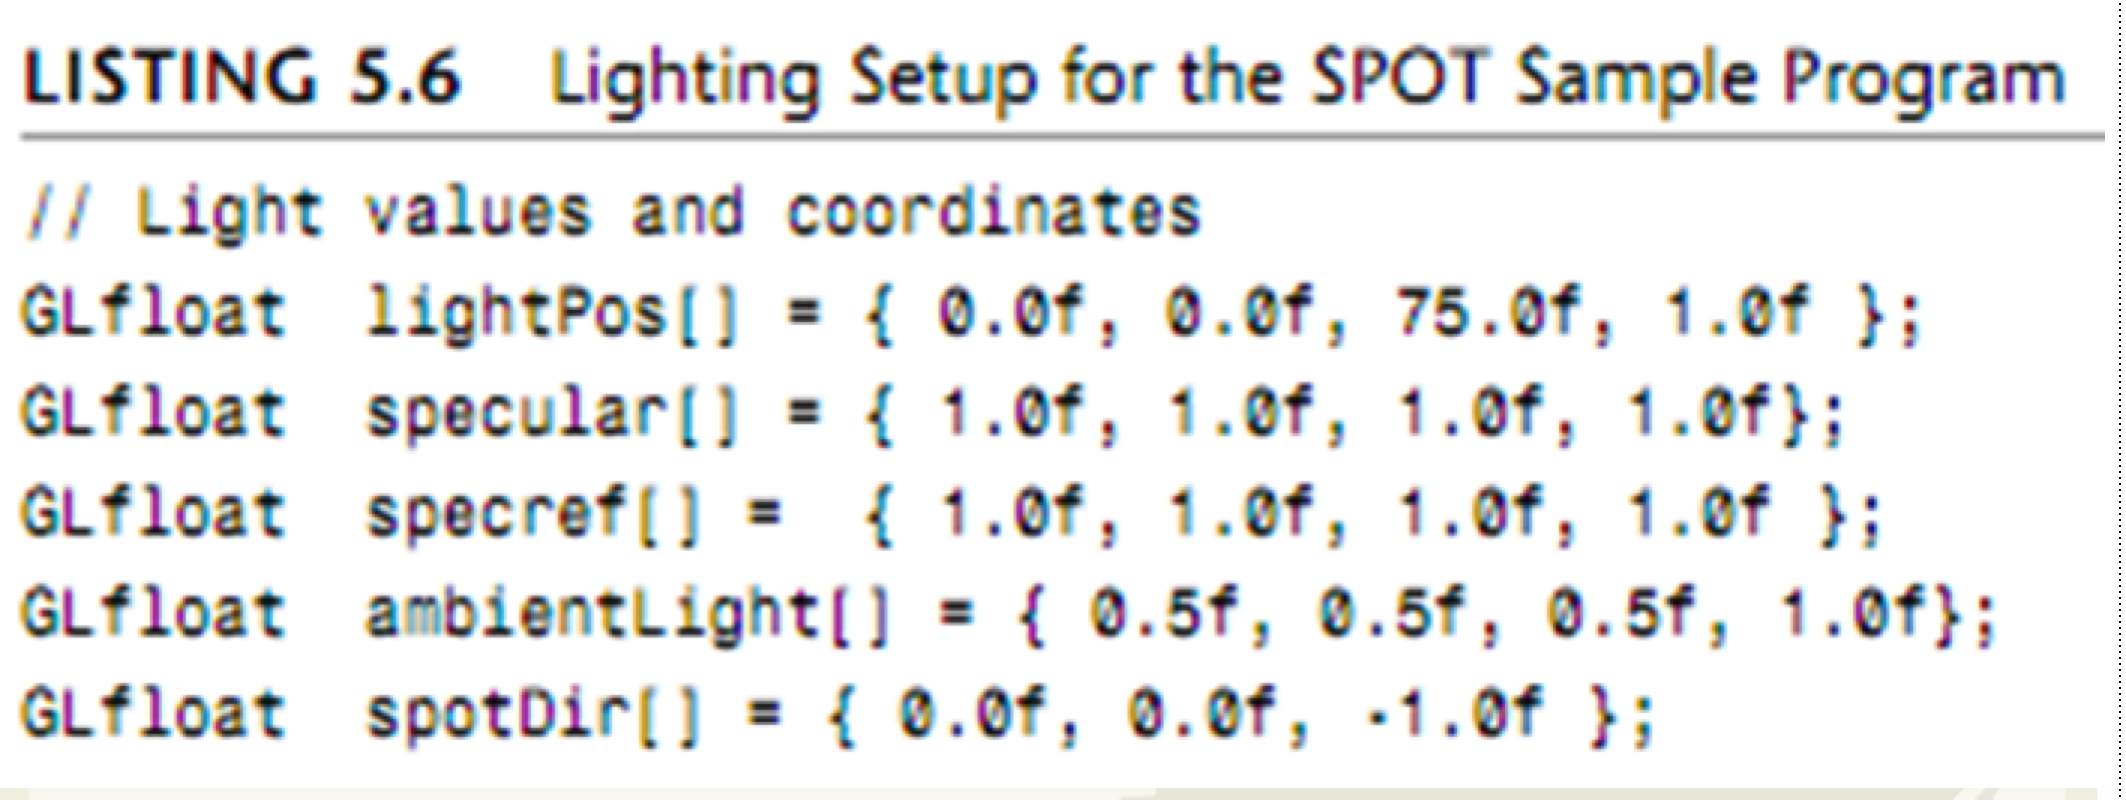 LISTING 5.6 Lighting Setup for the SPOT Sample Program
// Light values and coordinates
GLfloat  lightPos[] = { 0.0f, 0.0f, 75.0f, 1.0f };
GLfloat  specular[] = { 1.0f, 1.0f, 1.0f, 1.0f};
GLfloat  specref[] =  { 1.0f, 1.0f, 1.0f, 1.0f };
GLfloat  ambientLight[] = { 0.5f, 0.5f, 0.5f, 1.0f};
GLfloat  spotDir[] = { 0.0f, 0.0f, -1.0f };